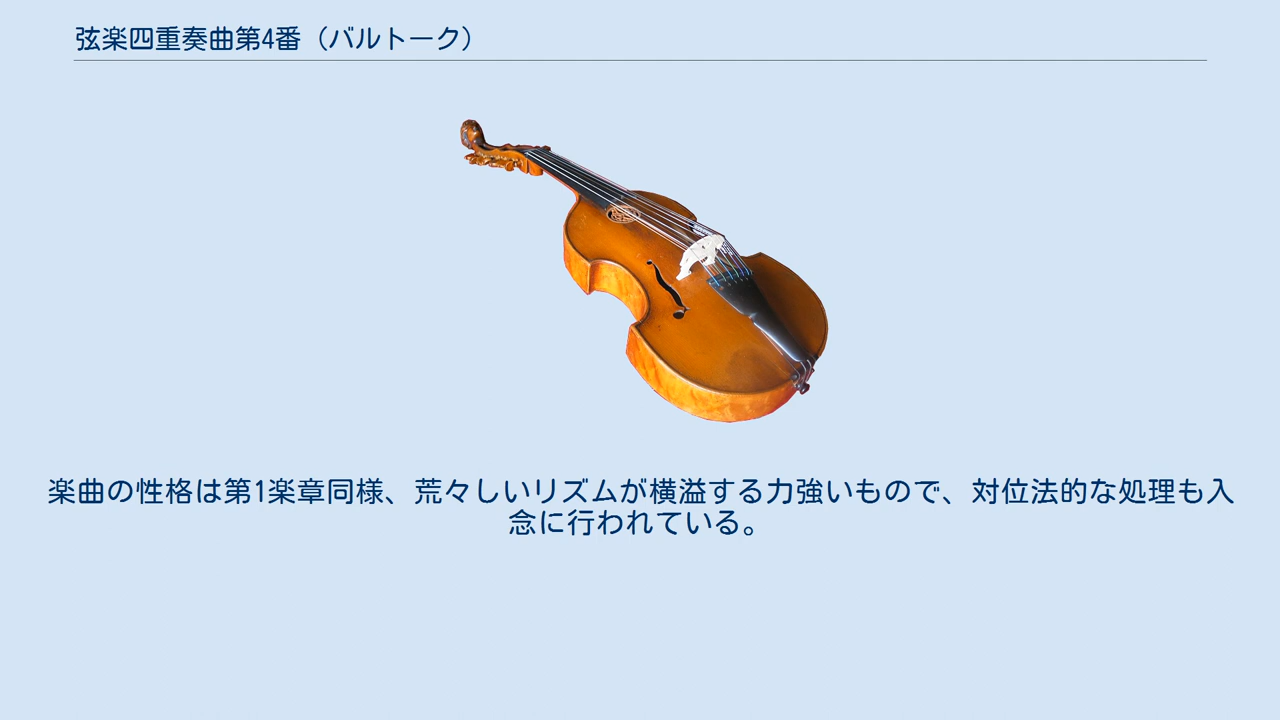 弦楽四重奏曲第4番（バルトーク）
楽曲の性格は第1楽章同様、荒々しいリズムが横溢する力強いもので、対位法的な処理も入
念に行われている。